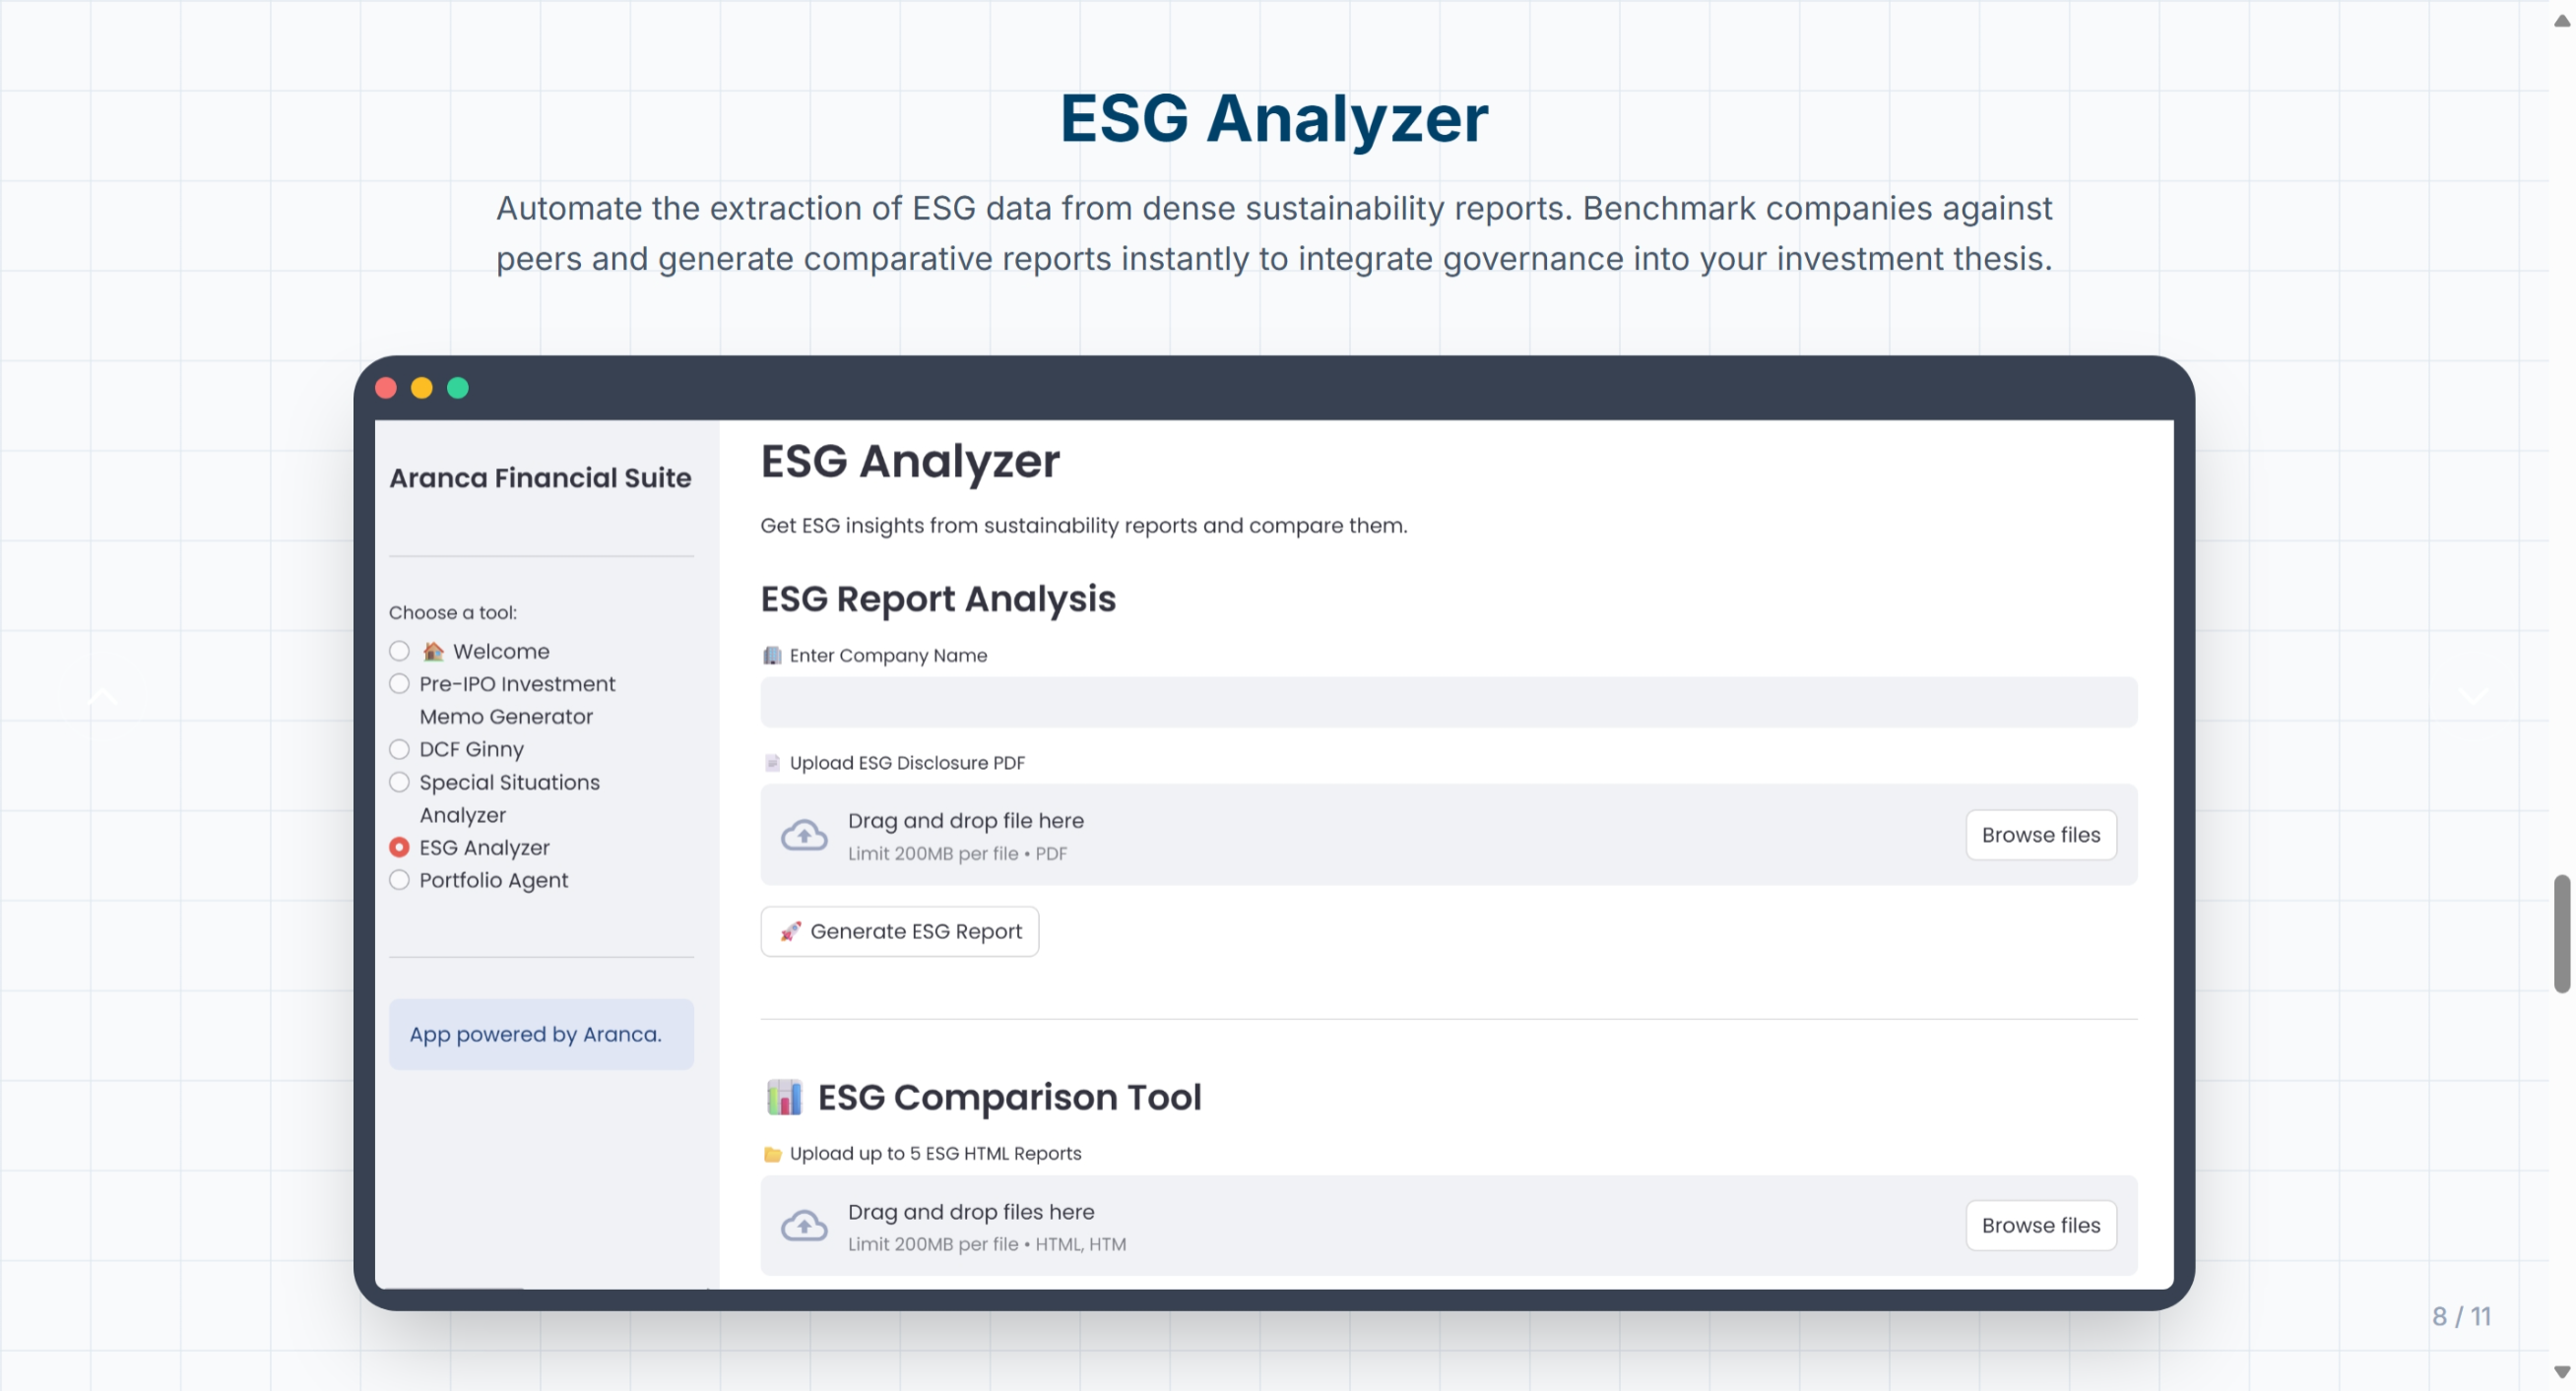 ESG Analyzer
Automate the extraction of ESG data from dense sustainability reports. Benchmark companies against
peers and generate comparative reports instantly to integrate governance into your investment thesis.
Aranca Financial Suite
Choose a tool:
Welcome
Pre-IPO Investment
Memo Generator
DCF Ginny
Special Situations
Analyzer
ESG Analyzer
Portfolio Agent
App powered by Aranca.
ESG Analyzer
Get ESG insights from sustainability reports and compare them.
ESG Report Analysis
Enter Company Name
Upload ESG Disclosure PDF
Drag and drop file here
Limit 200MB per file • PDF
Browse files
Generate ESG Report
ESG Comparison Tool
Upload up to 5 ESG HTML Reports
Drag and drop files here
Limit 200MB per file • HTML, HTM
Browse files
8 / 11